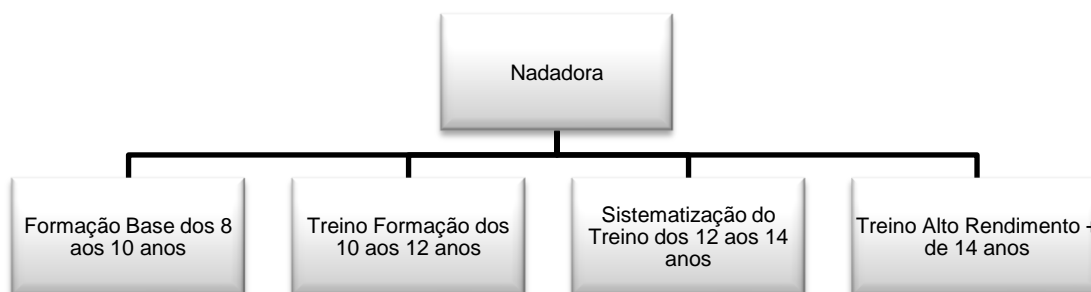 Nadadora
Formação Base dos 8
aos 10 anos
Treino Formação dos
10 aos 12 anos
Sistematização do
Treino dos 12 aos 14
anos
Treino Alto Rendimento +
de 14 anos